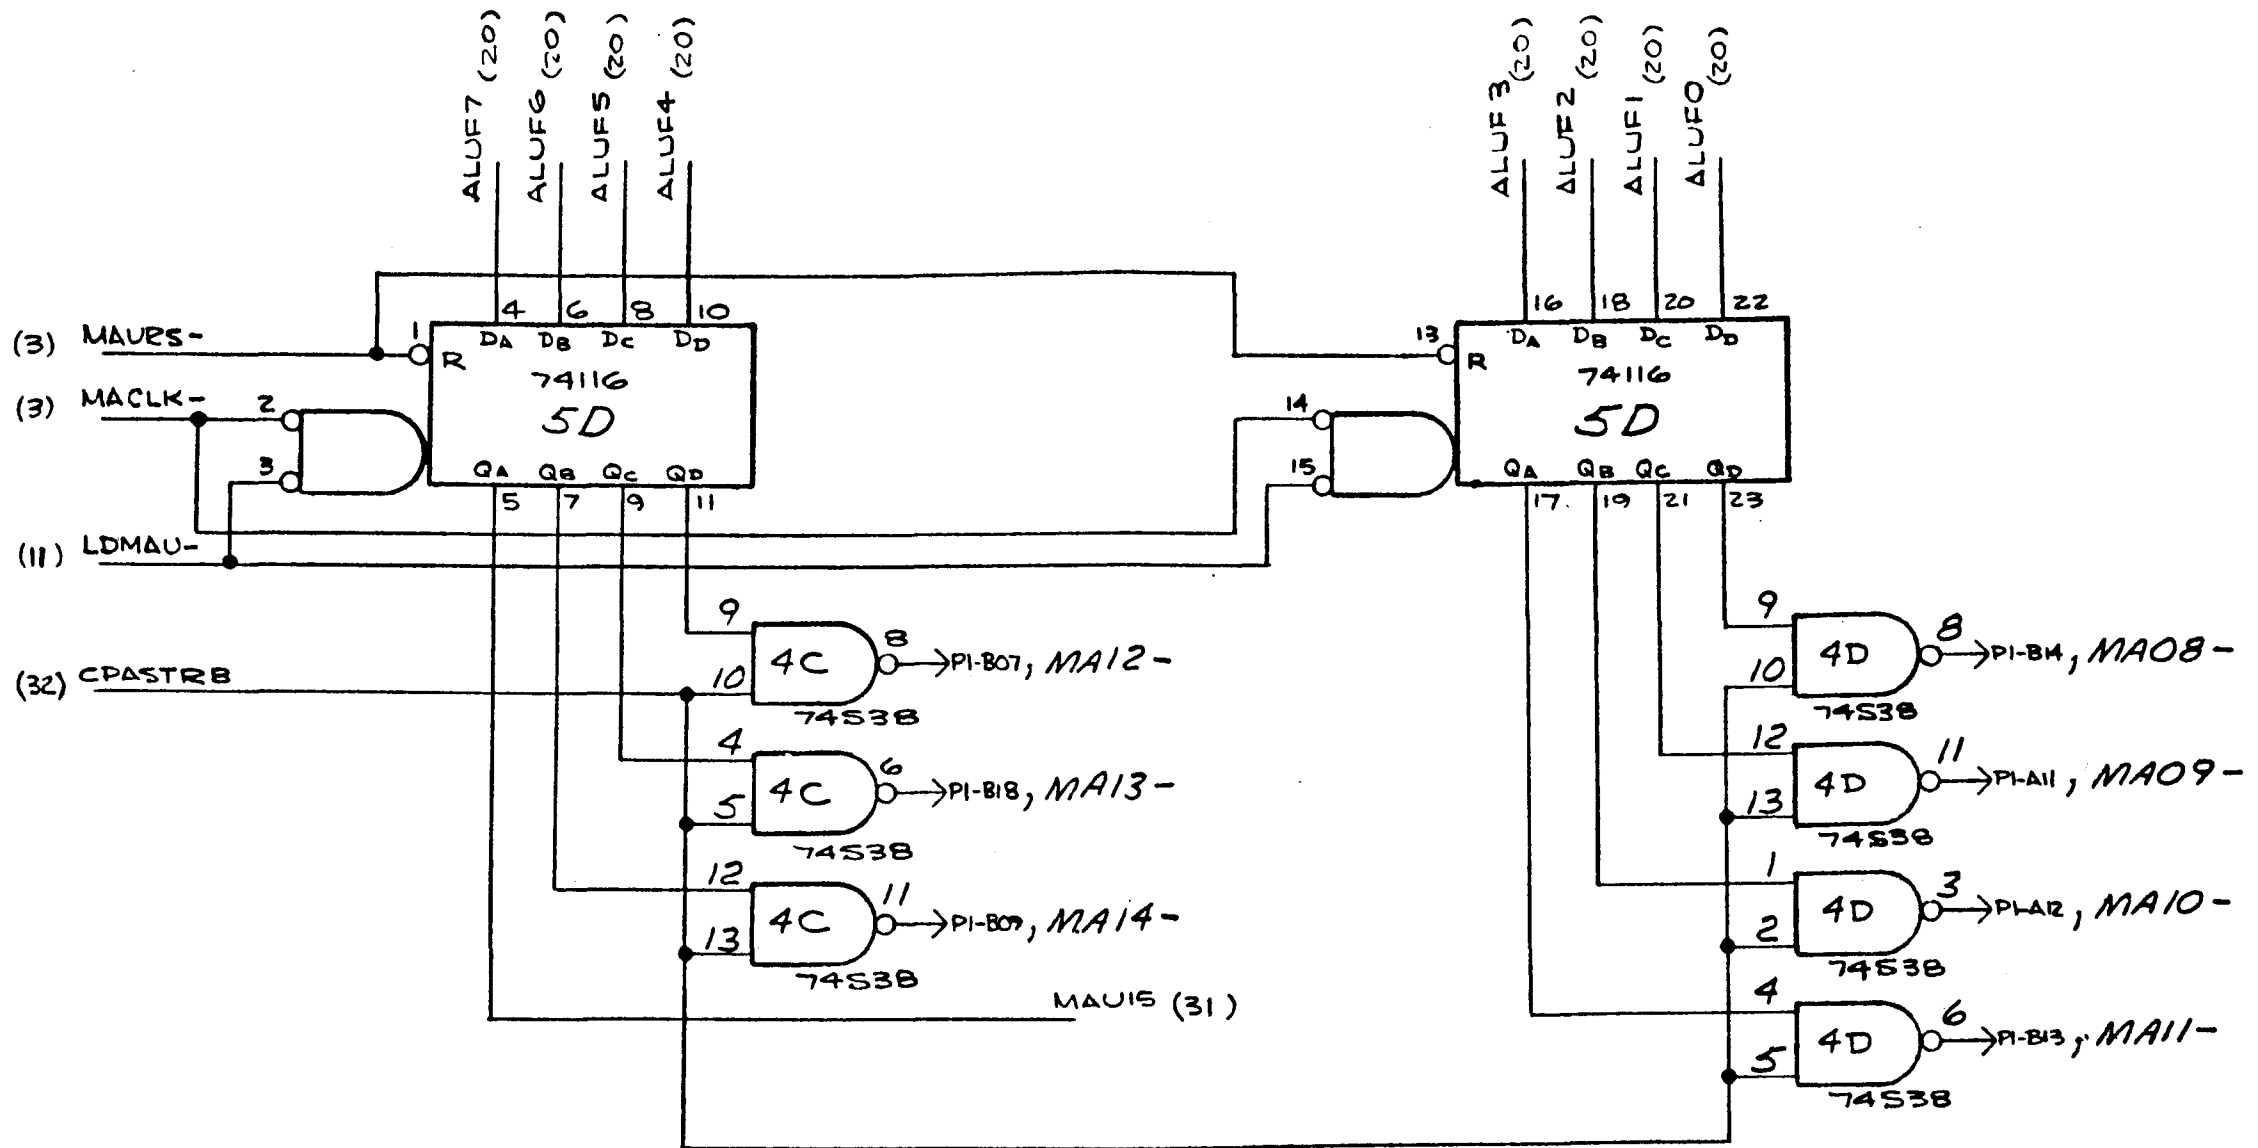 ALUF7 (20)
ALUF6 (20)
ALUF5 (20)
ALUF4 (20)
ALUF3 (20)
ALUF2 (20)
ALUF1 (20)
ALUF0 (20)
4 6 8 10
16 18 20 22
(3) MAURS-
1
R
DA DB DC DD
74116
5D
QA QB QC QD
13
R
DA DB DC DD
74116
5D
QA QB QC QD
(3) MACLK-
2
3
14
15
5 7 9 11
17 19 21 23
(11) LDMAU-
(32) CPASTRB
9
10
4C
8
P1-B07, MA12-
74S38
4
5
4C
6
P1-B18, MA13-
74S38
12
13
4C
11
P1-B09, MA14-
74S38
MAU15 (31)
9
10
4D
8
P1-B14, MA08-
74S38
12
13
4D
11
P1-A11, MA09-
74S38
1
2
4D
3
P1-A12, MA10-
74S38
4
5
4D
6
P1-B13, MA11-
74S38